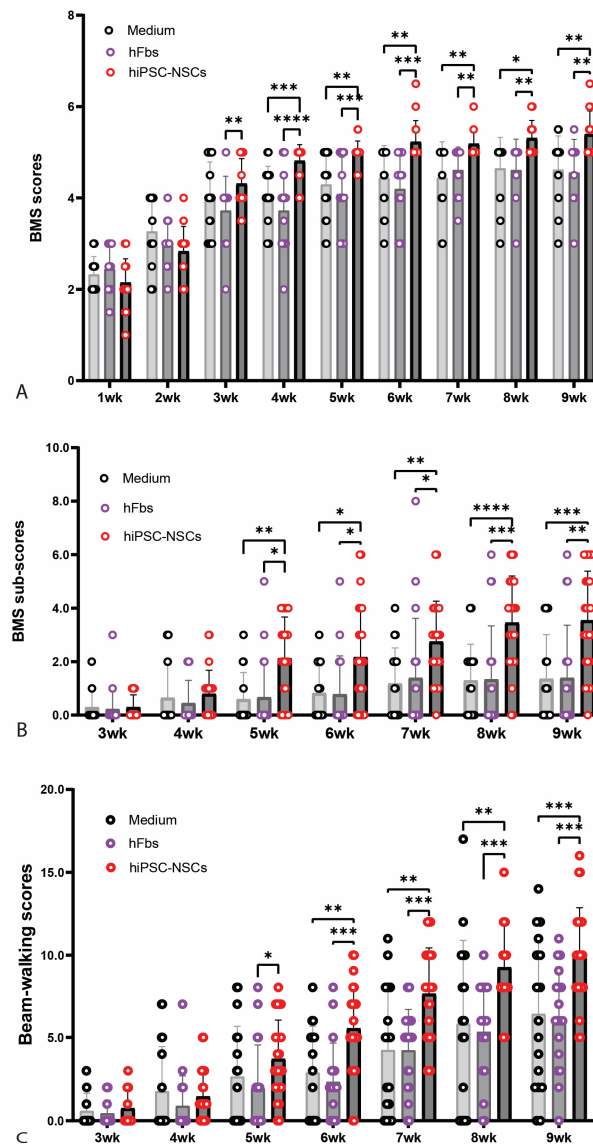 8
Medium
hFbs
hiPSC-NSCs
** *** ** *** ** ** * ** ** **** *** *** ** ** **
6
BMS scores
4
2
0
A
1wk 2wk 3wk 4wk 5wk 6wk 7wk 8wk 9wk
10.0
Medium
hFbs
hiPSC-NSCs
8.0
** * ** * * * **** *** *** **
6.0
BMS sub-scores
4.0
2.0
0.0
B
3wk 4wk 5wk 6wk 7wk 8wk 9wk
20.0
Medium
hFbs
hiPSC-NSCs
* ** *** ** *** ** *** *** ***
15.0
Beam-walking scores
10.0
5.0
0.0
C
3wk 4wk 5wk 6wk 7wk 8wk 9wk